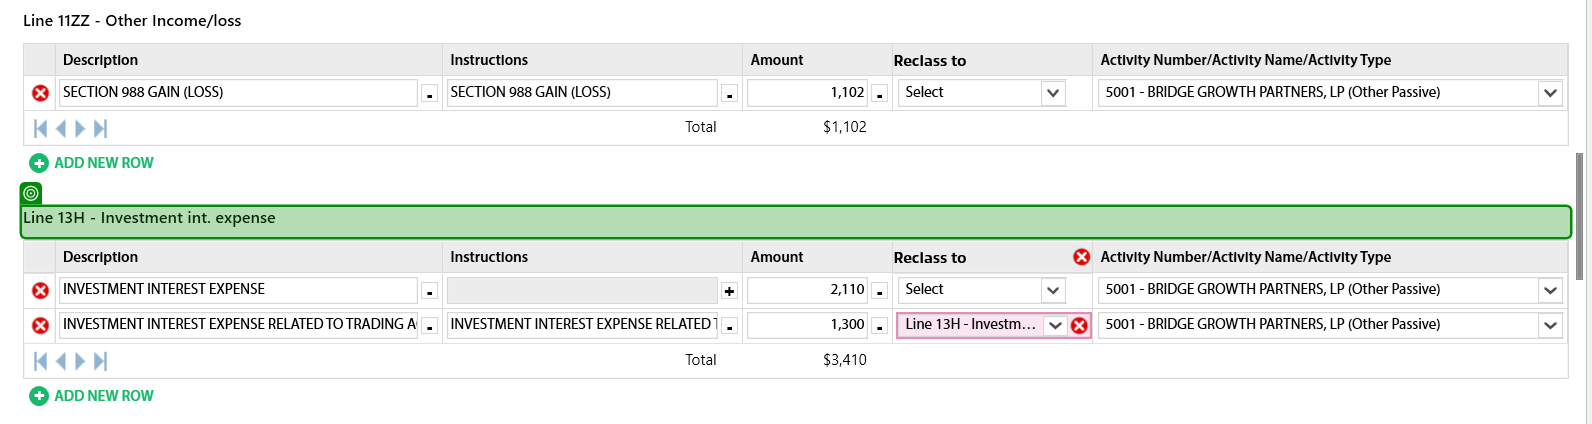 Line 11ZZ - Other Income/loss
Description Instructions Amount Reclass to Activity Number/Activity Name/Activity Type
SECTION 988 GAIN (LOSS) - SECTION 988 GAIN (LOSS) - 1,102 - Select 5001 - BRIDGE GROWTH PARTNERS, LP (Other Passive)
Total $1,102
ADD NEW ROW
Line 13H - Investment int. expense
Description Instructions Amount Reclass to Activity Number/Activity Name/Activity Type
INVESTMENT INTEREST EXPENSE - + 2,110 - Select 5001 - BRIDGE GROWTH PARTNERS, LP (Other Passive)
INVESTMENT INTEREST EXPENSE RELATED TO TRADING A - INVESTMENT INTEREST EXPENSE RELATED - 1,300 - Line 13H - Investm... 5001 - BRIDGE GROWTH PARTNERS, LP (Other Passive)
Total $3,410
ADD NEW ROW